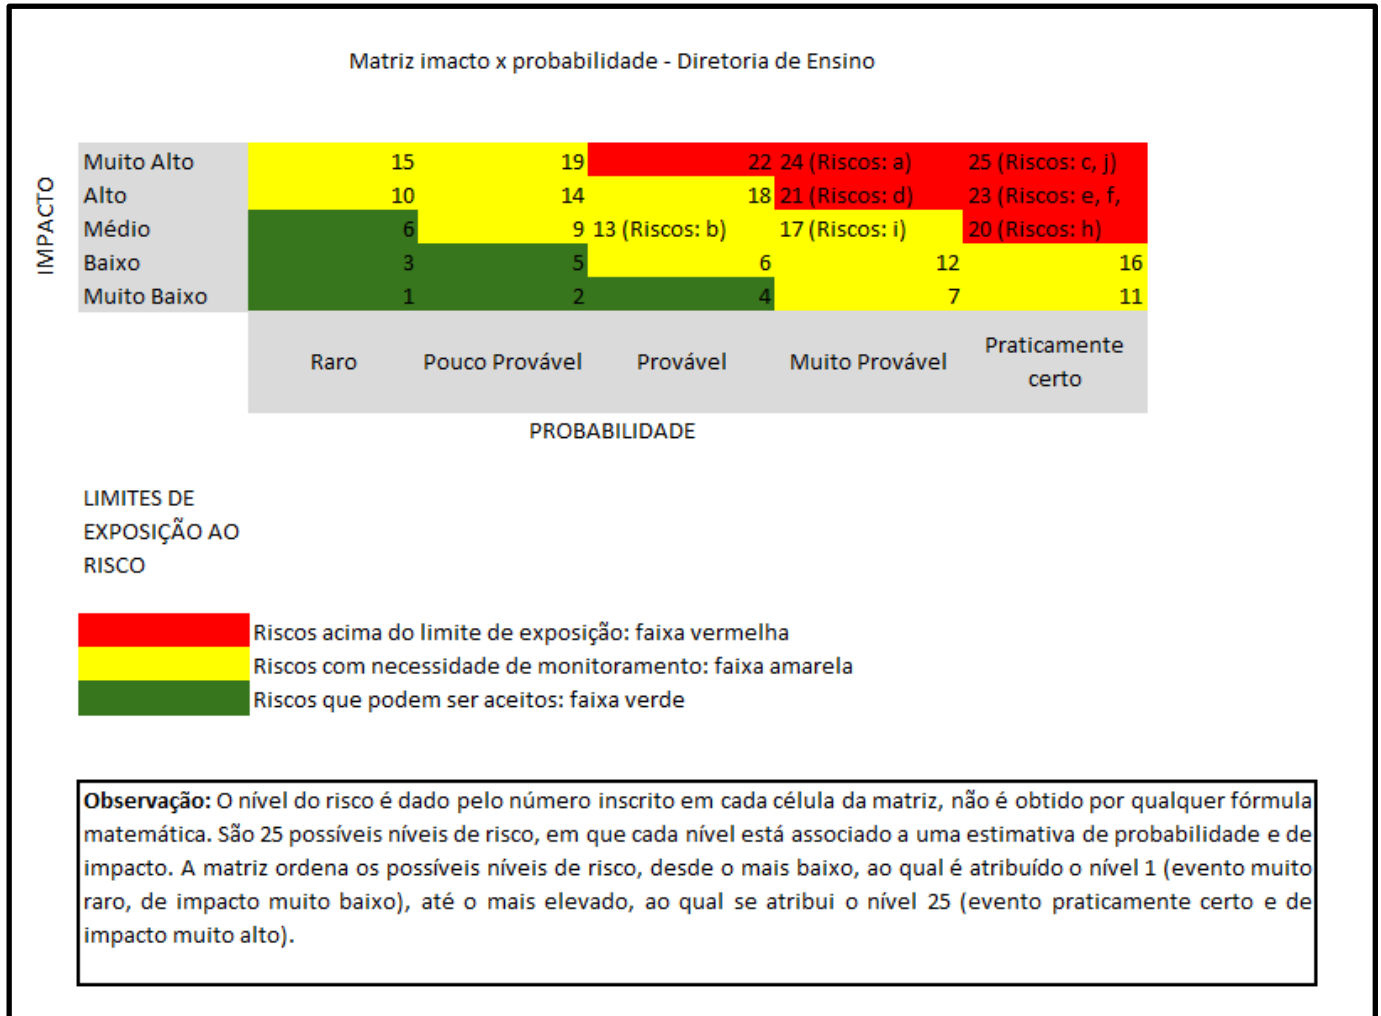 Matriz imacto x probabilidade - Diretoria de Ensino
IMPACTO
Muito Alto 15 19 22 24 (Riscos: a) 25 (Riscos: c, j)
Alto 10 14 18 21 (Riscos: d) 23 (Riscos: e, f,
Médio 6 9 13 (Riscos: b) 17 (Riscos: i) 20 (Riscos: h)
Baixo 3 5 6 12 16
Muito Baixo 1 2 4 7 11
Raro Pouco Provável Provável Muito Provável Praticamente
certo
PROBABILIDADE
LIMITES DE
EXPOSIÇÃO AO
RISCO
Riscos acima do limite de exposição: faixa vermelha
Riscos com necessidade de monitoramento: faixa amarela
Riscos que podem ser aceitos: faixa verde
Observação: O nível do risco é dado pelo número inscrito em cada célula da matriz, não é obtido por qualquer fórmula
matemática. São 25 possíveis níveis de risco, em que cada nível está associado a uma estimativa de probabilidade e de
impacto. A matriz ordena os possíveis níveis de risco, desde o mais baixo, ao qual é atribuído o nível 1 (evento muito
raro, de impacto muito baixo), até o mais elevado, ao qual se atribui o nível 25 (evento praticamente certo e de
impacto muito alto).